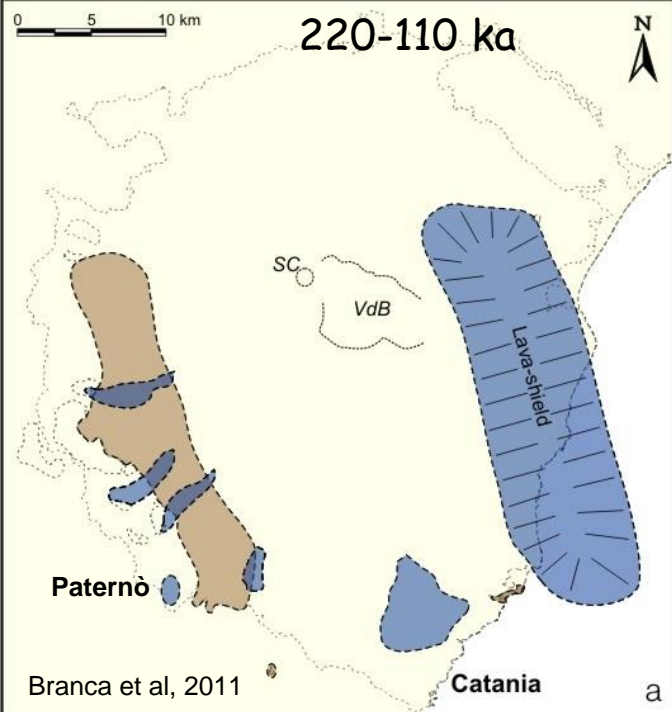 0 5 10 km
220-110 ka
N
SC
VdB
Lava-shield
Paternò
Branca et al, 2011
Catania
a